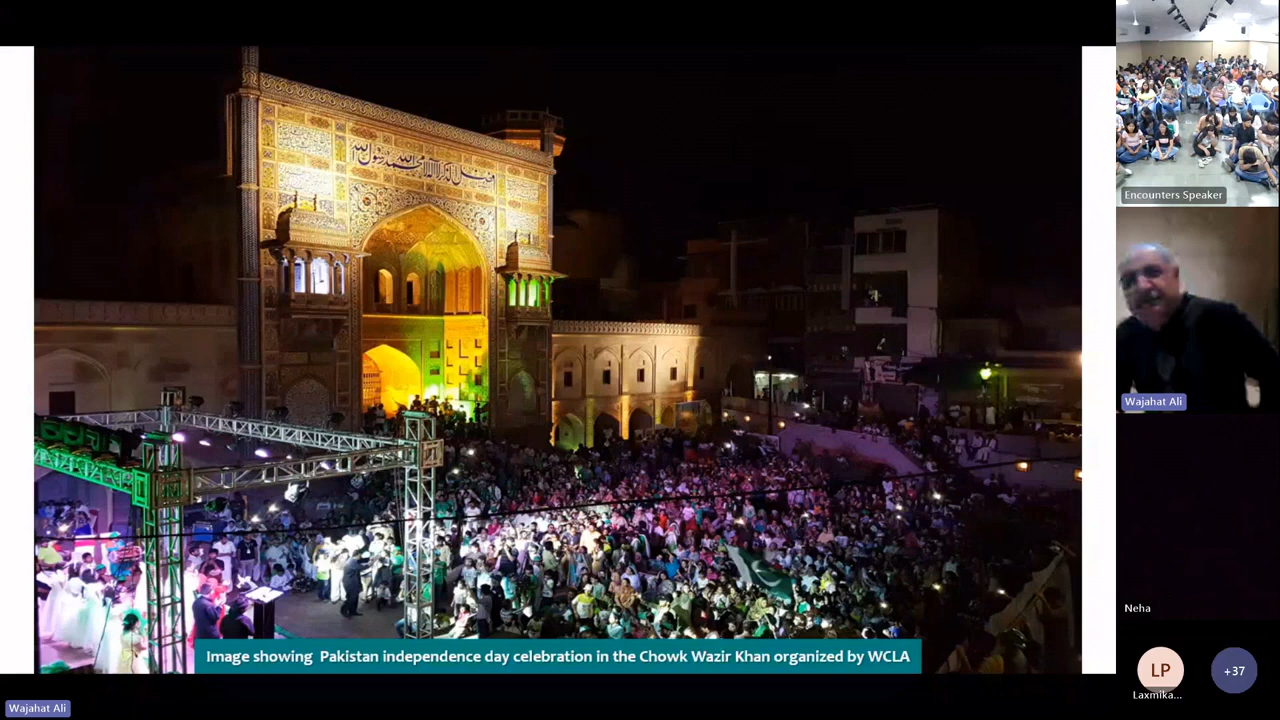 Image showing Pakistan independence day celebration in the Chowk Wazir Khan organized by WCLA
Wajahat Ali
Encounters Speaker
Wajahat Ali
Neha
LP
Laxmika...
+37